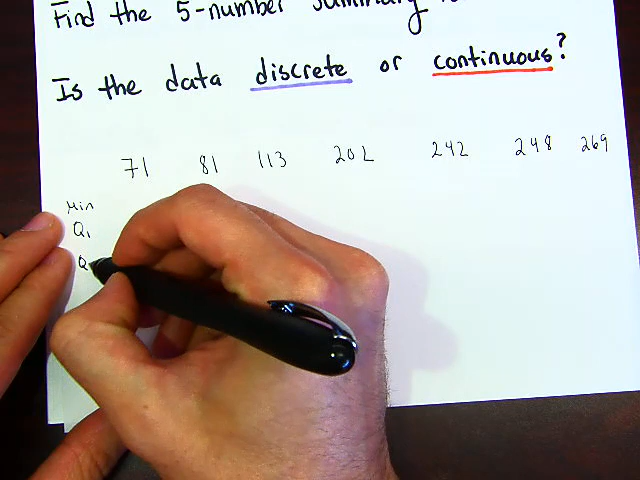 Find the 5-number summary
Is the data discrete or continuous?
71 81 113 202 242 248 269
Min
Q1
Q